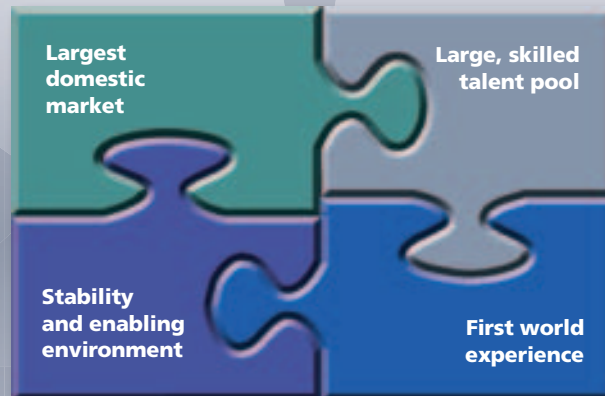 Largest
domestic
market
Large, skilled
talent pool
Stability
and enabling
environment
First world
experience